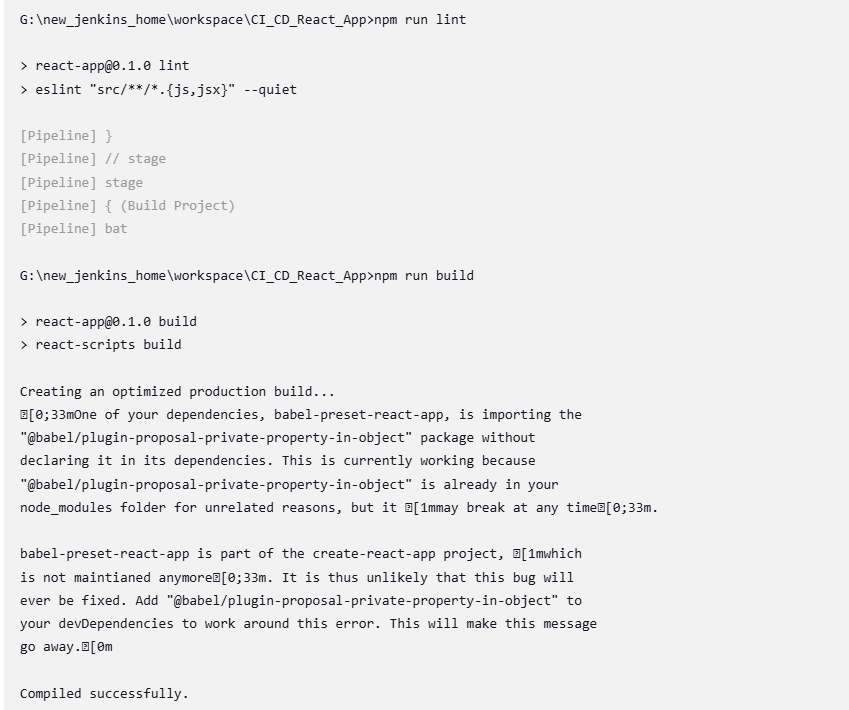 G:\new_jenkins_home\workspace\CI_CD_React_App>npm run lint
> react-app@0.1.0 lint
> eslint "src/**/*.{js,jsx}" --quiet
[Pipeline] }
[Pipeline] // stage
[Pipeline] stage
[Pipeline] { (Build Project)
[Pipeline] bat
G:\new_jenkins_home\workspace\CI_CD_React_App>npm run build
> react-app@0.1.0 build
> react-scripts build
Creating an optimized production build...
␛[0;33mOne of your dependencies, babel-preset-react-app, is importing the
"@babel/plugin-proposal-private-property-in-object" package without
declaring it in its dependencies. This is currently working because
"@babel/plugin-proposal-private-property-in-object" is already in your
node_modules folder for unrelated reasons, but it ␛[1mmay break at any time␛[0;33m.
babel-preset-react-app is part of the create-react-app project, ␛[1mwhich
is not maintianed anymore␛[0;33m. It is thus unlikely that this bug will
ever be fixed. Add "@babel/plugin-proposal-private-property-in-object" to
your devDependencies to work around this error. This will make this message
go away.␛[0m
Compiled successfully.